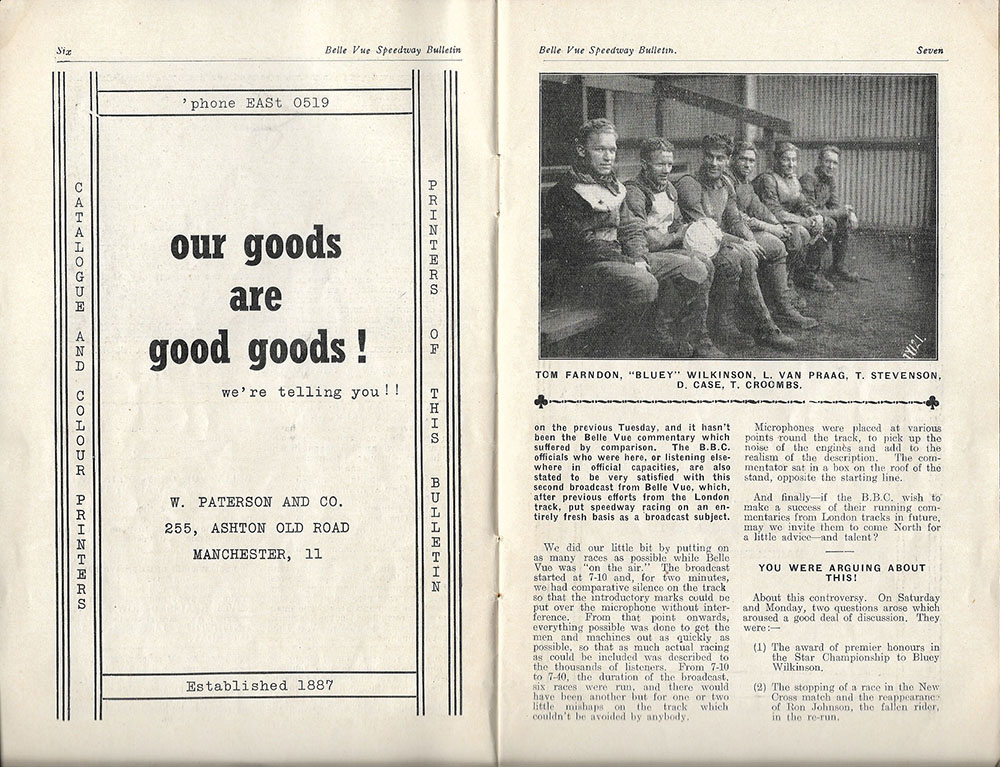 Six
Belle Vue Speedway Bulletin
'phone EASt 0519
CATALOGUE AND COLOUR PRINTERS
our goods
are
good goods!
we're telling you!!
W. PATERSON AND CO.
255, ASHTON OLD ROAD
MANCHESTER, 11
PRINTERS OF THIS BULLETIN
Established 1887
Belle Vue Speedway Bulletin.
Seven
TOM FARNDON, "BLUEY" WILKINSON, L. VAN PRAAG, T. STEVENSON,
D. CASE, T. CROOMBS.
on the previous Tuesday, and it hasn't
been the Belle Vue commentary which
suffered by comparison. The B.B.C.
officials who were here, or listening else-
where in official capacities, are also
stated to be very satisfied with this
second broadcast from Belle Vue, which,
after previous efforts from the London
track, put speedway racing on an en-
tirely fresh basis as a broadcast subject.
We did our little bit by putting on
as many races as possible while Belle
Vue was "on the air." The broadcast
started at 7-10 and, for two minutes,
we had comparative silence on the track
so that the introductory marks could be
put over the microphone without inter-
ference. From that point onwards,
everything possible was done to get the
men and machines out as quickly as
possible, so that as much actual racing
as could be included was described to
the thousands of listeners. From 7-10
to 7-40, the duration of the broadcast,
six races were run, and there would
have been another but for one or two
little mishaps on the track which
couldn't be avoided by anybody.
Microphones were placed at various
points round the track, to pick up the
noise of the engines and add to the
realism of the description. The com-
mentator sat in a box on the roof of the
stand, opposite the starting line.
And finally—if the B.B.C. wish to
make a success of their running com-
mentaries from London tracks in future,
may we invite them to come North for
a little advice—and talent?
YOU WERE ARGUING ABOUT
THIS!
About this controversy. On Saturday
and Monday, two questions arose which
aroused a good deal of discussion. They
were:—
(1) The award of premier honours in
the Star Championship to Bluey
Wilkinson.
(2) The stopping of a race in the New
Cross match and the reappearance
of Ron Johnson, the fallen rider,
in the re-run.